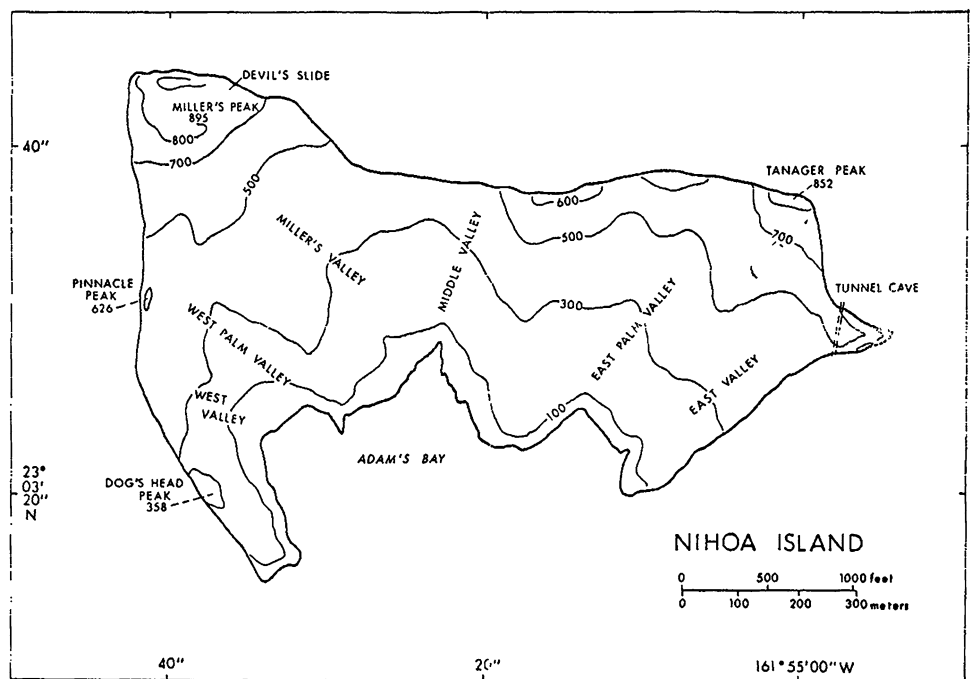 DEVIL'S SLIDE
MILLER'S PEAK
895
800
700
40"
500
TANAGER PEAK
852
600
500
700
MILLER'S VALLEY
MIDDLE VALLEY
PINNACLE
PEAK
626
TUNNEL CAVE
300
EAST PALM VALLEY
WEST PALM VALLEY
WEST
VALLEY
EAST VALLEY
100
ADAM'S BAY
23°
03'
20"
N
DOG'S HEAD
PEAK
358
NIHOA ISLAND
0 500 1000 feet
0 100 200 300 meters
40" 20" 161°55'00"W